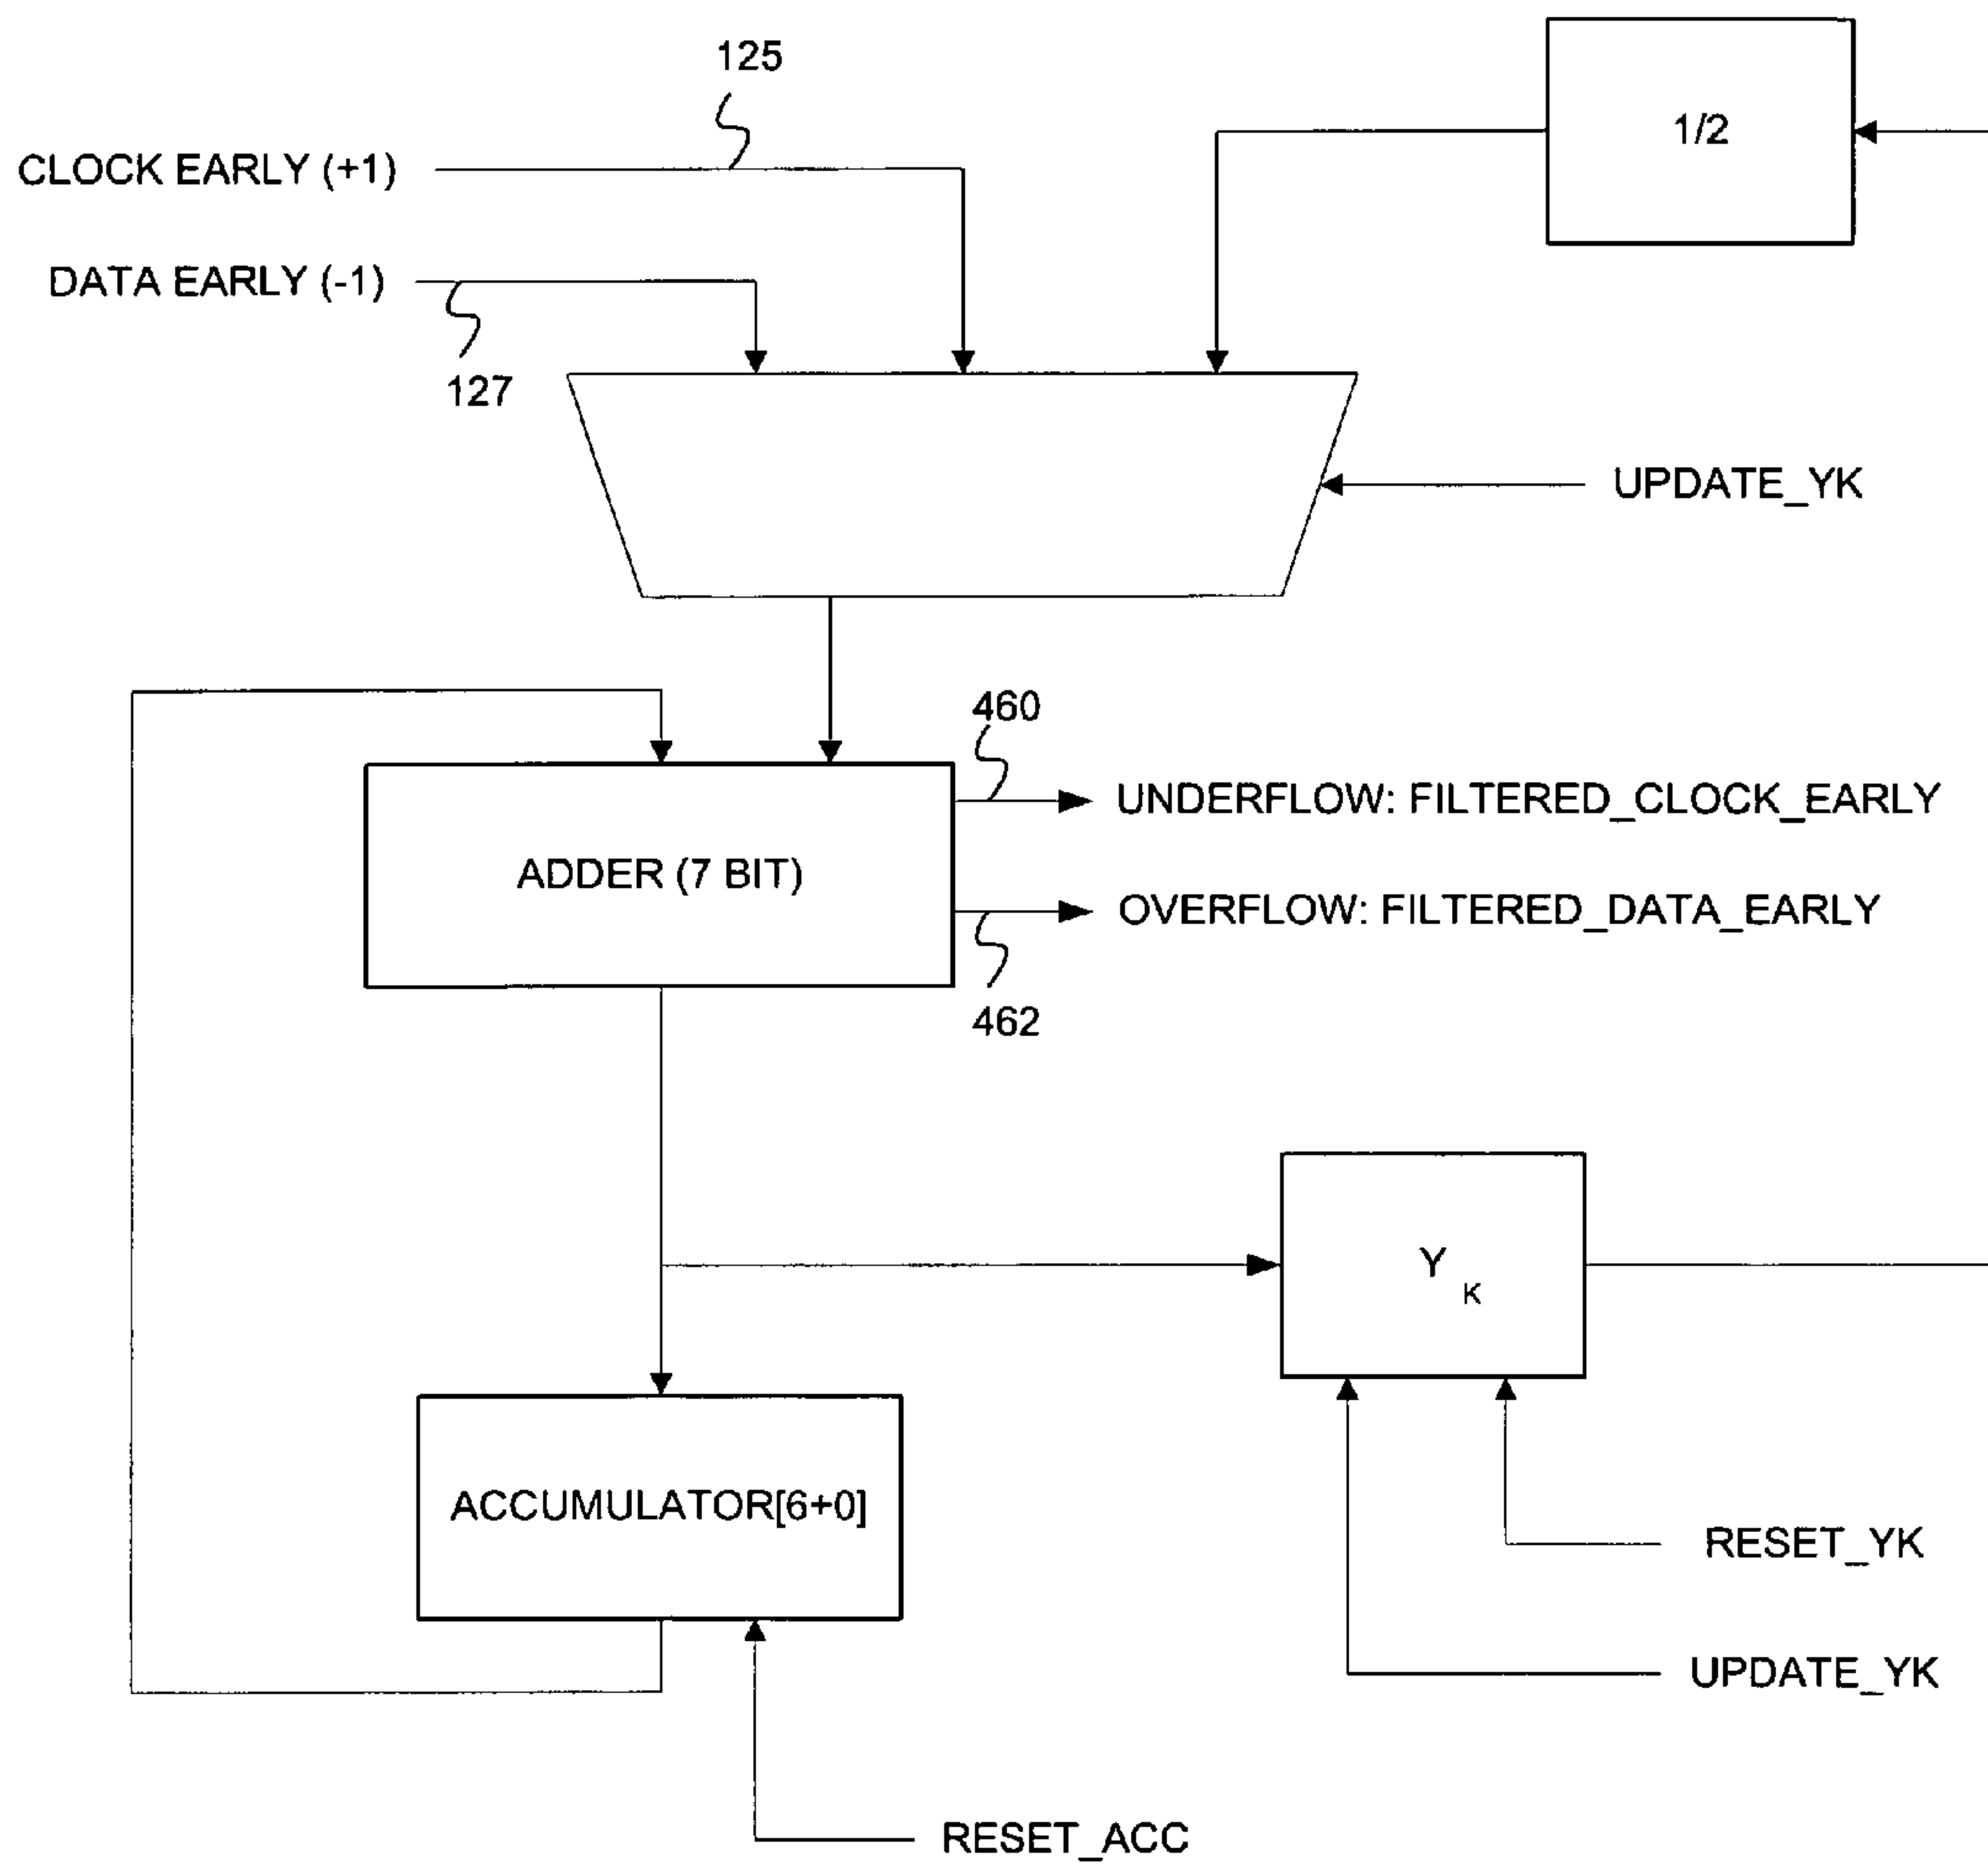 125
1/2
CLOCK EARLY (+1)
DATA EARLY (-1)
127
UPDATE_YK
460
UNDERFLOW: FILTERED_CLOCK_EARLY
ADDER (7 BIT)
OVERFLOW: FILTERED_DATA_EARLY
462
Y K
ACCUMULATOR[6+0]
RESET_YK
UPDATE_YK
RESET_ACC